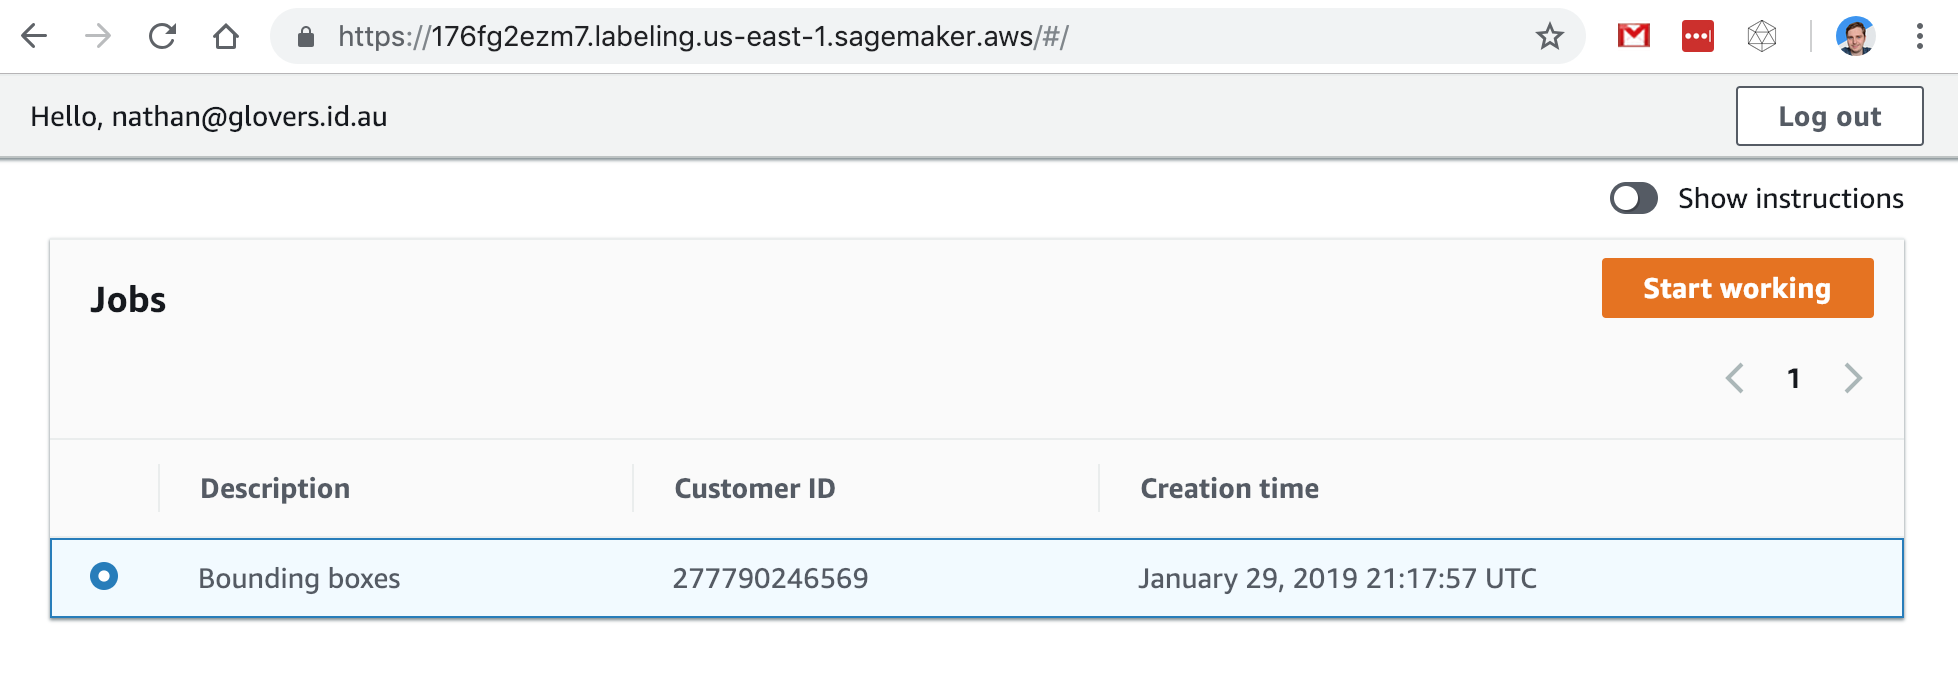 https://176fg2ezm7.labeling.us-east-1.sagemaker.aws/#/
Hello, nathan@glovers.id.au
Log out
Show instructions
Jobs
Start working
1
Description Customer ID Creation time
Bounding boxes 277790246569 January 29, 2019 21:17:57 UTC